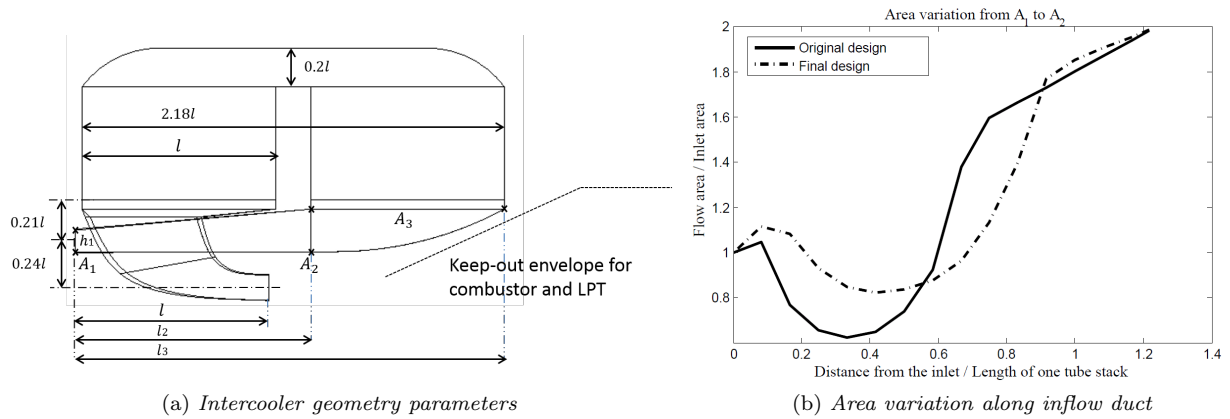 0.2l
2.18l
l
0.21l
h₁
A₃
0.24l
A₁
A₂
Keep-out envelope for
combustor and LPT
l
l₂
l₃
(a) Intercooler geometry parameters
(b)
Area variation from A₁ to A₂
Original design
Final design
Flow area / Inlet area
2
1.8
1.6
1.4
1.2
1
0.8
0
0.2
0.4
0.6
0.8
1
1.2
1.4
Distance from the inlet / Length of one tube stack
(b) Area variation along inflow duct